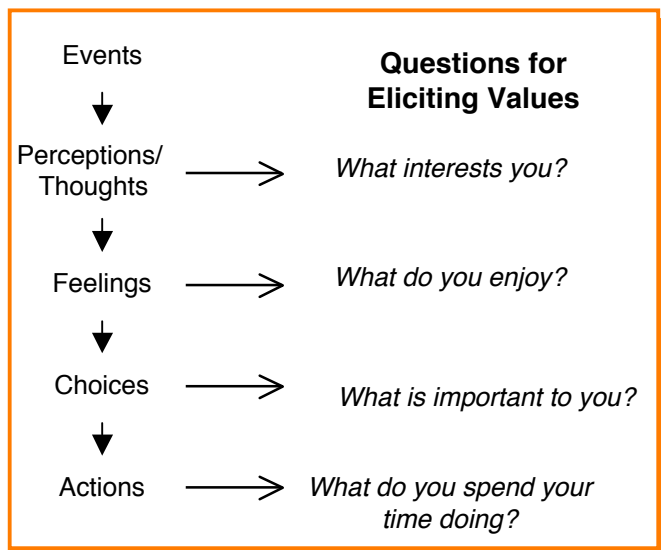 Events
Questions for
Eliciting Values
Perceptions/
Thoughts
What interests you?
Feelings
What do you enjoy?
Choices
What is important to you?
Actions
What do you spend your
time doing?